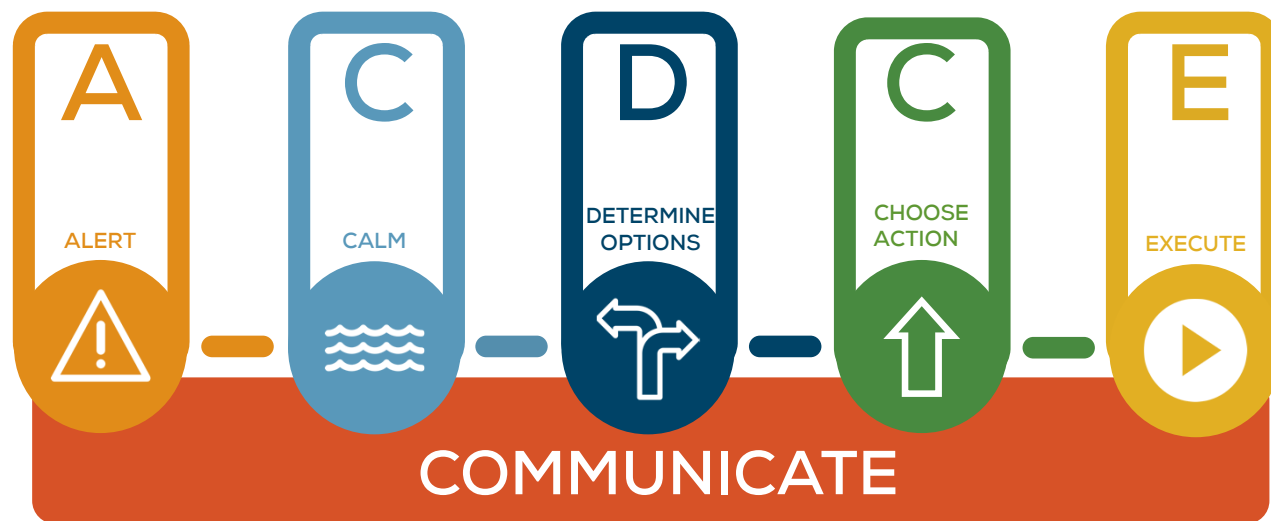 A
ALERT
C
CALM
D
DETERMINE
OPTIONS
C
CHOOSE
ACTION
E
EXECUTE
COMMUNICATE